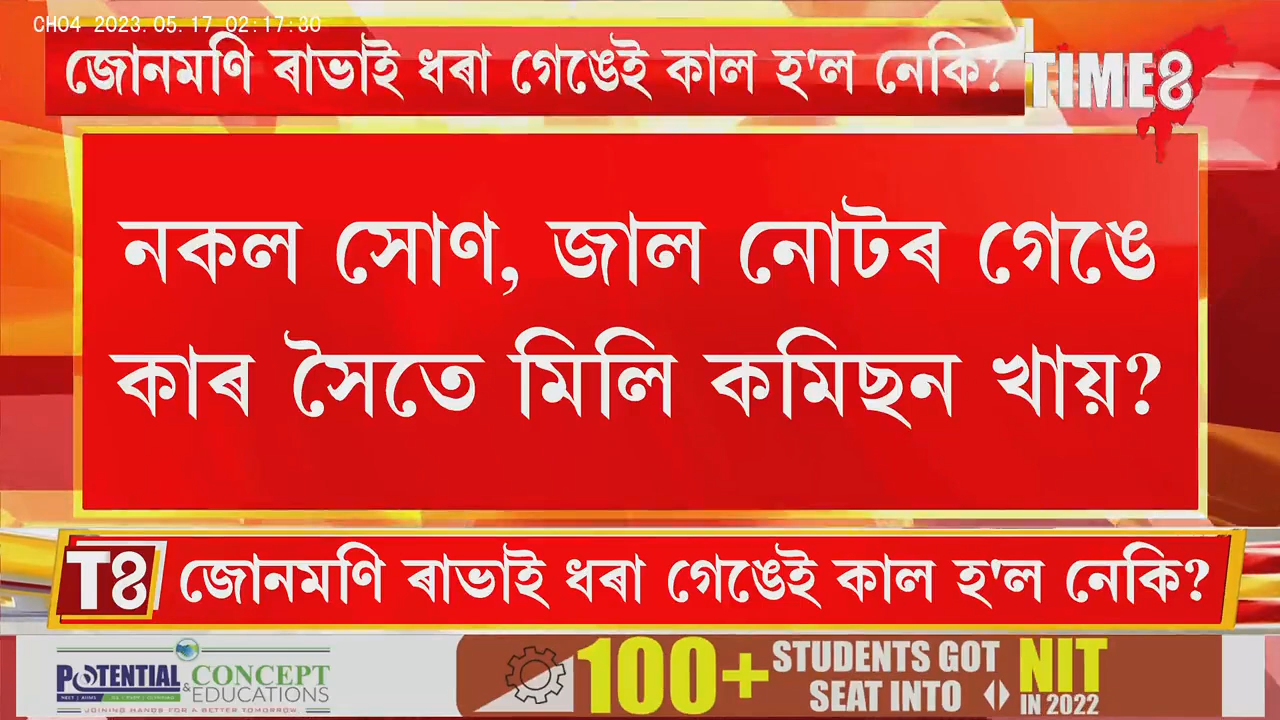 CH04 2023.05.17 02:17:30
জোনমণি ৰাভাই ধৰা গেঙেই কাল হ'ল নেকি?
TIME8
নকল সোণ, জাল নোটৰ গেঙে
কাৰ সৈতে মিলি কমিছন খায়?
T8 জোনমণি ৰাভাই ধৰা গেঙেই কাল হ'ল নেকি?
POTENTIAL & CONCEPT
EDUCATIONS
JOINING HANDS FOR A BETTER TOMORROW
100+ STUDENTS GOT
SEAT INTO
NIT
IN 2022